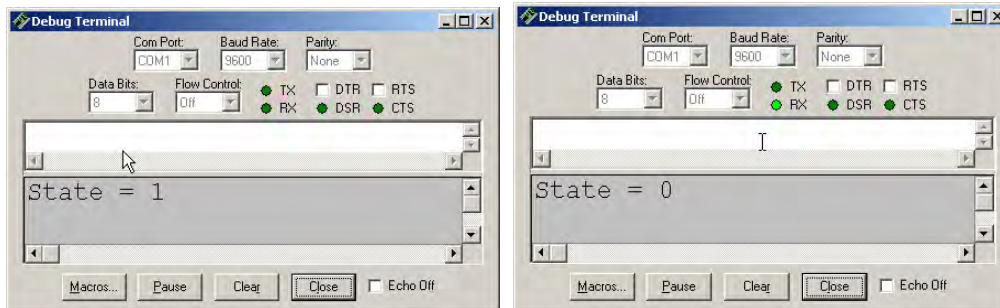 Debug Terminal
Com Port: Baud Rate: Parity:
COM1 9600 None
Data Bits: Flow Control:
8 Off
TX DTR RTS
RX DSR CTS
State = 1
Macros... Pause Clear Close Echo Off
Debug Terminal
Com Port: Baud Rate: Parity:
COM1 9600 None
Data Bits: Flow Control:
8 Off
TX DTR RTS
RX DSR CTS
State = 0
Macros... Pause Clear Close Echo Off